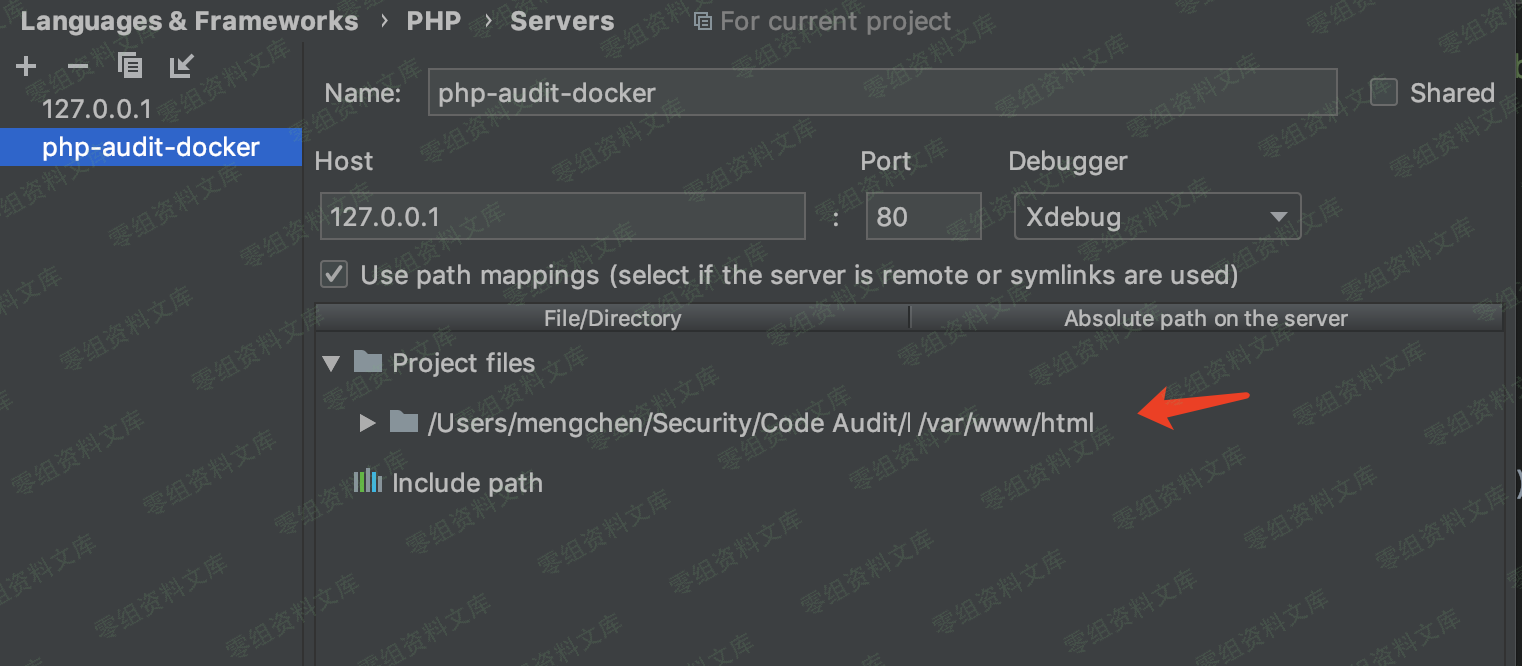 Languages & Frameworks › PHP › Servers For current project
127.0.0.1
php-audit-docker
Name: php-audit-docker Shared
Host Port Debugger
127.0.0.1 : 80 Xdebug
Use path mappings (select if the server is remote or symlinks are used)
File/Directory Absolute path on the server
Project files
/Users/mengchen/Security/Code Audit/ /var/www/html
Include path
零组资料文库